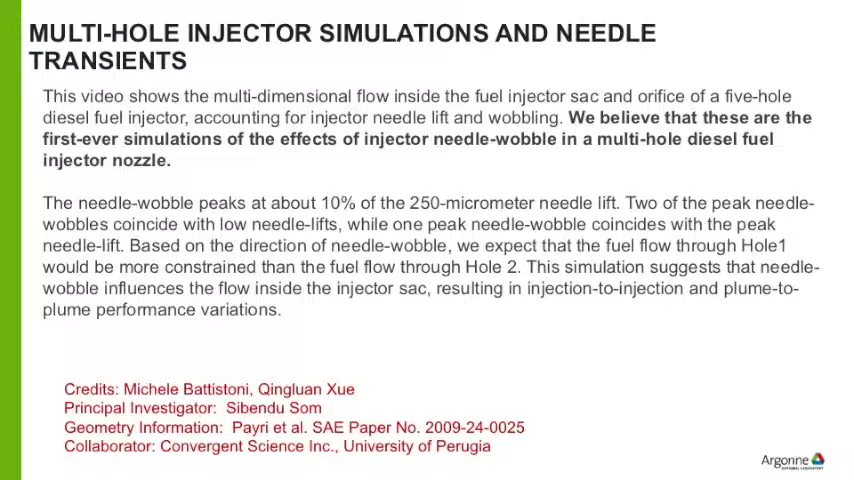 MULTI-HOLE INJECTOR SIMULATIONS AND NEEDLE
TRANSIENTS
This video shows the multi-dimensional flow inside the fuel injector sac and orifice of a five-hole
diesel fuel injector, accounting for injector needle lift and wobbling. We believe that these are the
first-ever simulations of the effects of injector needle-wobble in a multi-hole diesel fuel
injector nozzle.
The needle-wobble peaks at about 10% of the 250-micrometer needle lift. Two of the peak needle-
wobbles coincide with low needle-lifts, while one peak needle-wobble coincides with the peak
needle-lift. Based on the direction of needle-wobble, we expect that the fuel flow through Hole1
would be more constrained than the fuel flow through Hole 2. This simulation suggests that needle-
wobble influences the flow inside the injector sac, resulting in injection-to-injection and plume-to-
plume performance variations.
Credits: Michele Battistoni, Qingluan Xue
Principal Investigator:  Sibendu Som
Geometry Information:  Payri et al. SAE Paper No. 2009-24-0025
Collaborator: Convergent Science Inc., University of Perugia
Argonne
NATIONAL LABORATORY